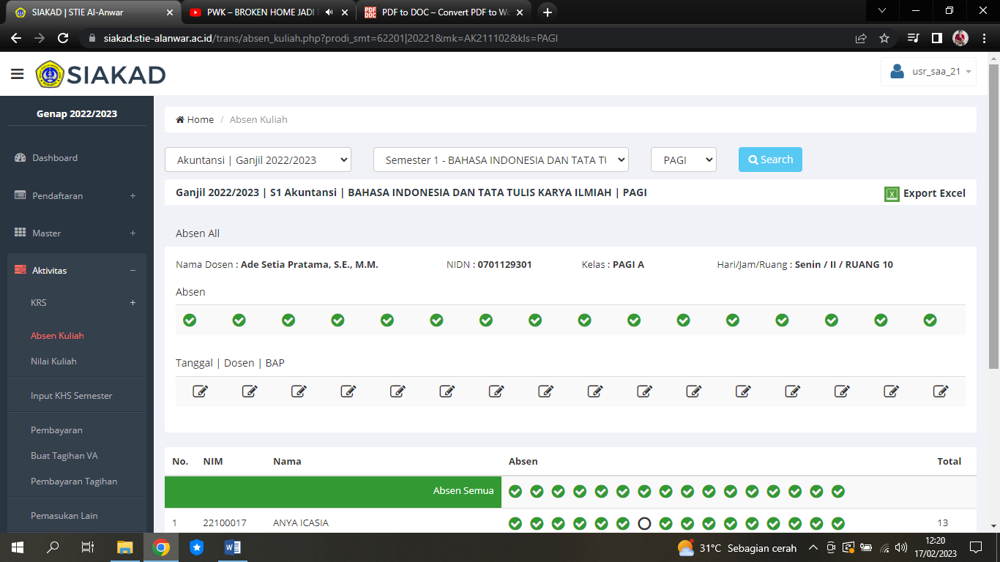 SIAKAD | STIE Al-Anwar
PWK – BROKEN HOME JADI
PDF to DOC – Convert PDF to Wo
siakad.stie-alanwar.ac.id/trans/absen_kuliah.php?prodi_smt=62201|20221&mk=AK211102&kls=PAGI
SIAKAD
usr_saa_21
Genap 2022/2023
Dashboard
Pendaftaran +
Master +
Aktivitas −
KRS +
Absen Kuliah
Nilai Kuliah
Input KHS Semester
Pembayaran
Buat Tagihan VA
Pembayaran Tagihan
Pemasukan Lain
Home / Absen Kuliah
Akuntansi | Ganjil 2022/2023
Semester 1 - BAHASA INDONESIA DAN TATA TU
PAGI
Search
Ganjil 2022/2023 | S1 Akuntansi | BAHASA INDONESIA DAN TATA TULIS KARYA ILMIAH | PAGI
Export Excel
Absen All
Nama Dosen : Ade Setia Pratama, S.E., M.M. NIDN : 0701129301 Kelas : PAGI A Hari/Jam/Ruang : Senin / II / RUANG 10
Absen
Tanggal | Dosen | BAP
No. NIM Nama Absen Total
Absen Semua
1 22100017 ANYA ICASIA 13
31°C Sebagian cerah
12:20
17/02/2023